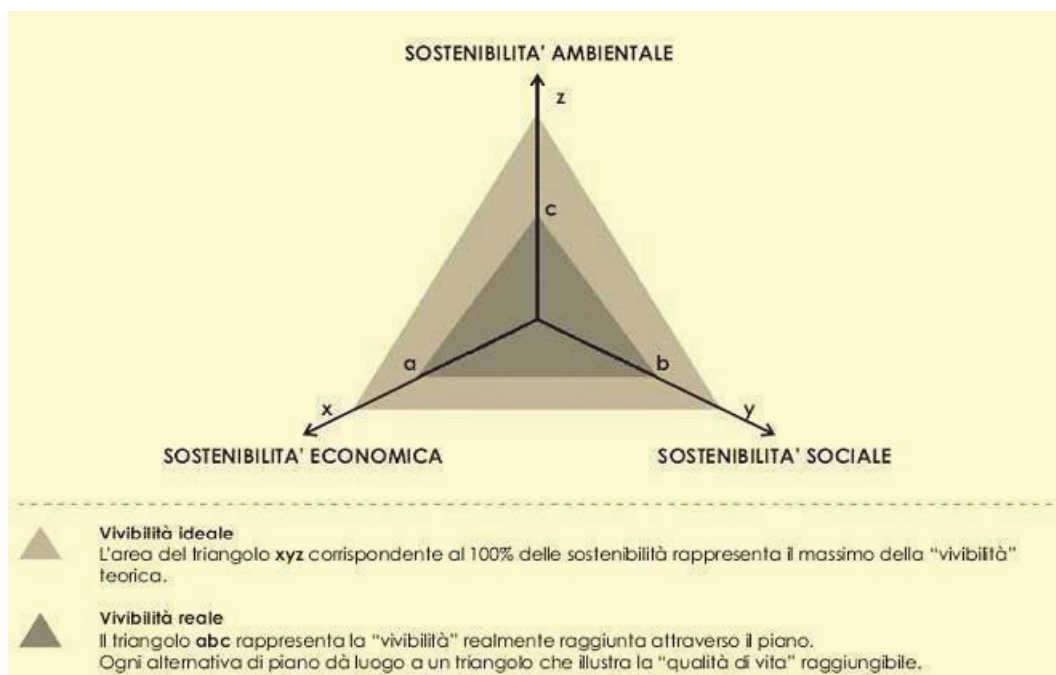 SOSTENIBILITA' AMBIENTALE
z
c
a
b
x
y
SOSTENIBILITA' ECONOMICA
SOSTENIBILITA' SOCIALE
Vivibilità ideale
L'area del triangolo xyz corrispondente al 100% delle sostenibilità rappresenta il massimo della "vivibilità"
teorica.
Vivibilità reale
Il triangolo abc rappresenta la "vivibilità" realmente raggiunta attraverso il piano.
Ogni alternativa di piano dà luogo a un triangolo che illustra la "qualità di vita" raggiungibile.